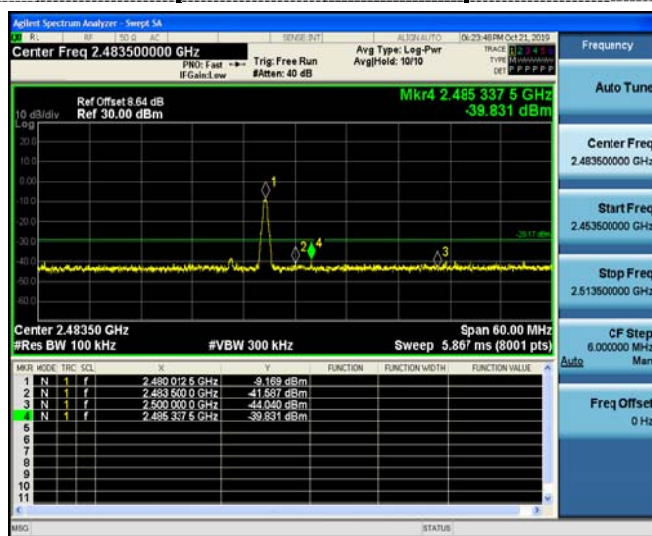 Agilent Spectrum Analyzer - Swept SA
RL RF 50 Ω AC SENSE:INT ALIGN AUTO 06:23:48 PM Oct 21, 2019
Center Freq 2.483500000 GHz
PNO: Fast Trig: Free Run
IFGain:Low #Atten: 40 dB
Avg Type: Log-Pwr
Avg|Hold: 10/10
TRACE 1 2 3 4 5 6
TYPE M
DET P P P P P P
Mkr4 2.485 337 5 GHz
-39.831 dBm
Ref Offset 8.64 dB
10 dB/div Ref 30.00 dBm
Log
20.0
10.0
0.00
-10.0
-20.0
-30.0
-40.0
-50.0
-60.0
1
2
4
3
-29.17 dBm
Center 2.48350 GHz Span 60.00 MHz
#Res BW 100 kHz #VBW 300 kHz Sweep 5.867 ms (8001 pts)
MKR MODE TRC SCL X Y FUNCTION FUNCTION WIDTH FUNCTION VALUE
1 N 1 f 2.480 012 5 GHz -9.169 dBm
2 N 1 f 2.483 500 0 GHz -41.587 dBm
3 N 1 f 2.500 000 0 GHz -44.040 dBm
4 N 1 f 2.485 337 5 GHz -39.831 dBm
5
6
7
8
9
10
11
MSG STATUS
Frequency
Auto Tune
Center Freq
2.483500000 GHz
Start Freq
2.453500000 GHz
Stop Freq
2.513500000 GHz
CF Step
6.000000 MHz
Auto Man
Freq Offset
0 Hz